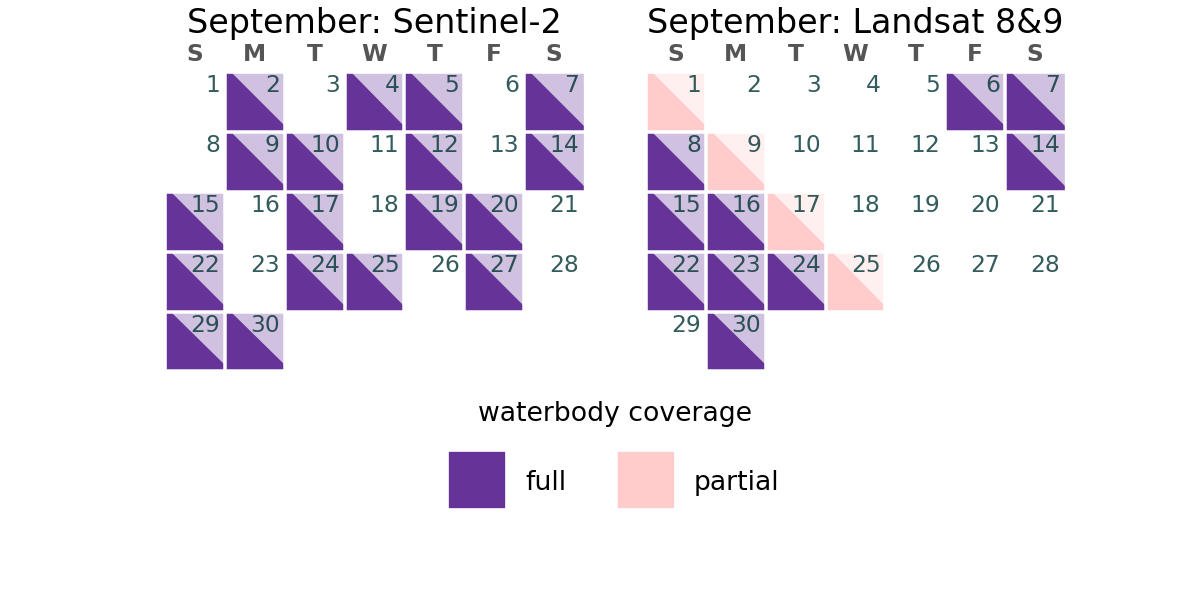 September: Sentinel-2
S M T W T F S
1 2 3 4 5 6 7
8 9 10 11 12 13 14
15 16 17 18 19 20 21
22 23 24 25 26 27 28
29 30
September: Landsat 8&9
S M T W T F S
1 2 3 4 5 6 7
8 9 10 11 12 13 14
15 16 17 18 19 20 21
22 23 24 25 26 27 28
29 30
waterbody coverage
full partial